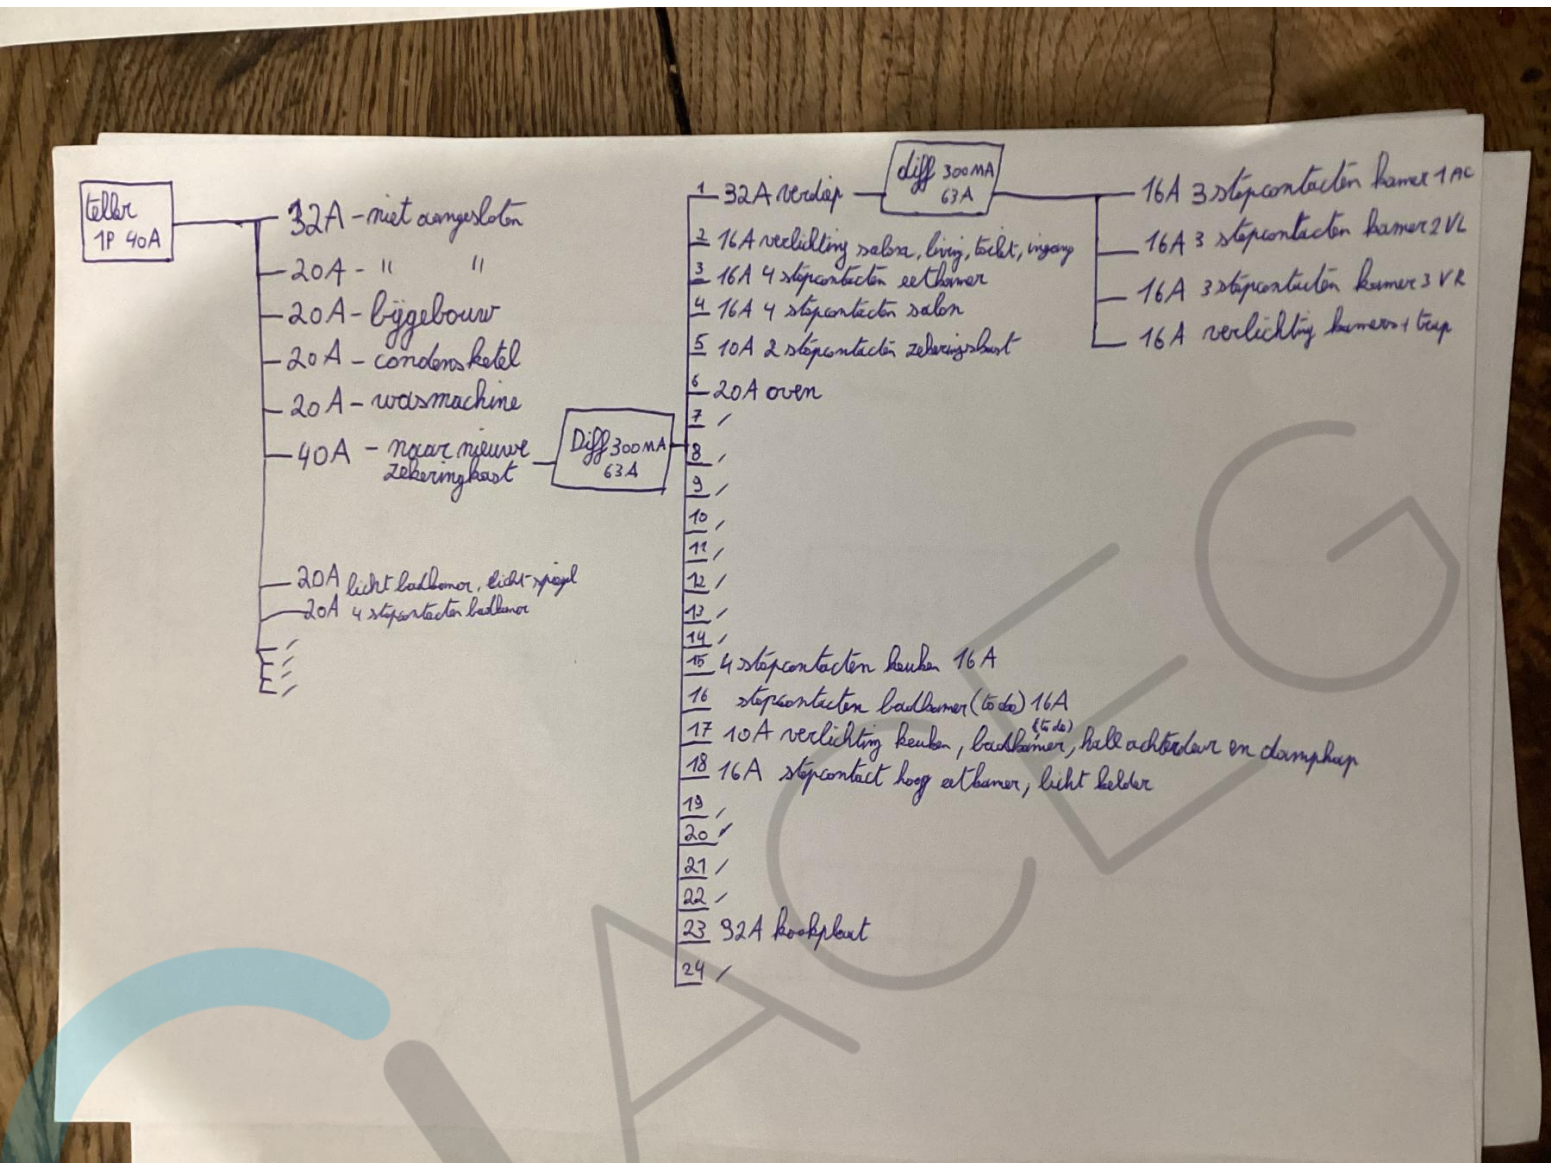 teller
1P 40A
32A - niet aangesloten
20A - " "
20A - bijgebouw
20A - condensketel
20A - wasmachine
40A - naar nieuwe
zekeringkast
20A licht badkamer, licht spiegel
20A 4 stopcontacten badkamer
Diff 300MA
63A
1 32A verdiep
2 16A verlichting salon, living, toilet, ingang
3 16A 4 stopcontacten eetkamer
4 16A 4 stopcontacten salon
5 10A 2 stopcontacten zekeringskast
6 20A oven
7 /
8 /
9 /
10 /
11 /
12 /
13 /
14 /
15 4 stopcontacten keuken 16A
16 stopcontacten badkamer (to do) 16A
17 10A verlichting keuken, badkamer (to do), hall achterdeur en dampkap
18 16A stopcontact hoog eetkamer, licht kelder
19 /
20 /
21 /
22 /
23 32A kookplaat
24 /
diff 300MA
63A
16A 3 stopcontacten kamer 1 AC
16A 3 stopcontacten kamer 2 VL
16A 3 stopcontacten kamer 3 VR
16A verlichting kamers + trap
ACEG